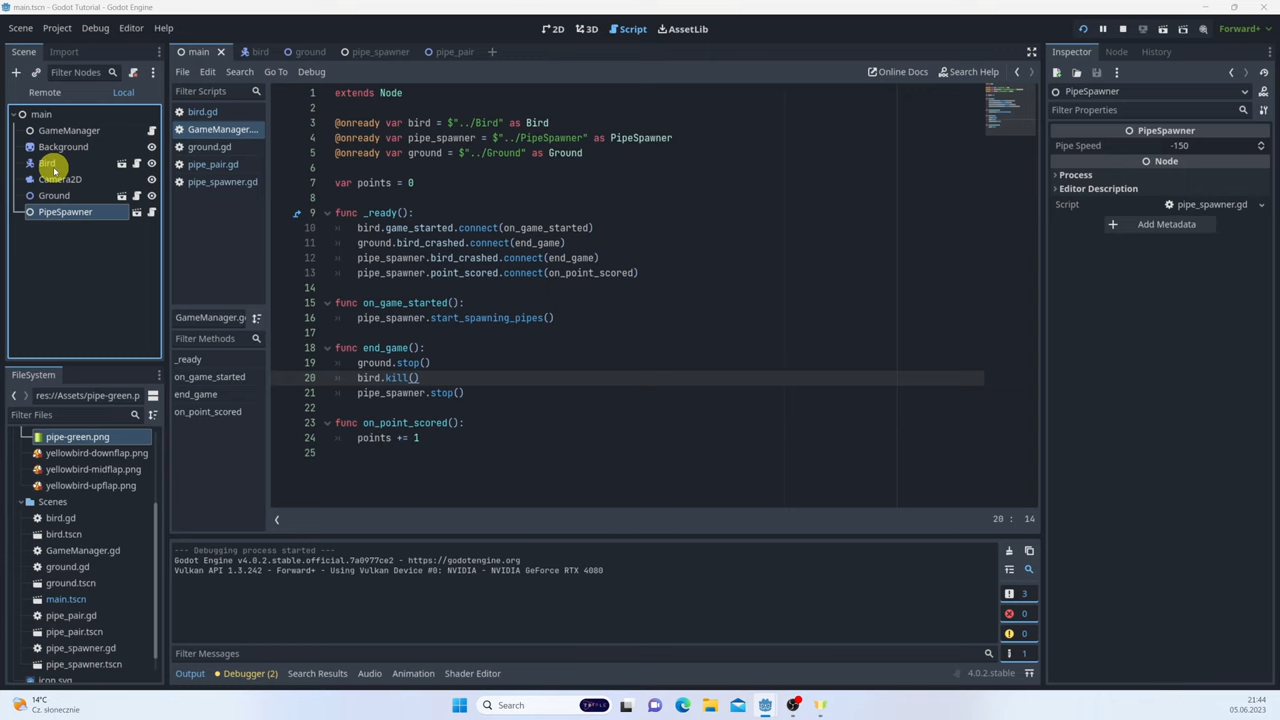 main.tscn - Godot Tutorial - Godot Engine
Scene Project Debug Editor Help
2D 3D Script AssetLib
Forward+
Scene Import
Filter Nodes
Remote Local
main
GameManager
Background
Bird
Camera2D
Ground
PipeSpawner
FileSystem
res://Assets/pipe-green.p
Filter Files
pipe-green.png
yellowbird-downflap.png
yellowbird-midflap.png
yellowbird-upflap.png
Scenes
bird.gd
bird.tscn
GameManager.gd
ground.gd
ground.tscn
main.tscn
pipe_pair.gd
pipe_pair.tscn
pipe_spawner.gd
pipe_spawner.tscn
icon.svg
main bird ground pipe_spawner pipe_pair
File Edit Search Go To Debug
Online Docs Search Help
Filter Scripts
bird.gd
GameManager....
ground.gd
pipe_pair.gd
pipe_spawner.gd
GameManager.g
Filter Methods
_ready
on_game_started
end_game
on_point_scored
1 extends Node
2
3 @onready var bird = $"../Bird" as Bird
4 @onready var pipe_spawner = $"../PipeSpawner" as PipeSpawner
5 @onready var ground = $"../Ground" as Ground
6
7 var points = 0
8
9 func _ready():
10 bird.game_started.connect(on_game_started)
11 ground.bird_crashed.connect(end_game)
12 pipe_spawner.bird_crashed.connect(end_game)
13 pipe_spawner.point_scored.connect(on_point_scored)
14
15 func on_game_started():
16 pipe_spawner.start_spawning_pipes()
17
18 func end_game():
19 ground.stop()
20 bird.kill()
21 pipe_spawner.stop()
22
23 func on_point_scored():
24 points += 1
25
20 : 14
--- Debugging process started ---
Godot Engine v4.0.2.stable.official.7a0977ce2 - https://godotengine.org
Vulkan API 1.3.242 - Forward+ - Using Vulkan Device #0: NVIDIA - NVIDIA GeForce RTX 4080
3
0
0
1
Filter Messages
Output Debugger (2) Search Results Audio Animation Shader Editor
4.0.2.stable
Inspector Node History
PipeSpawner
Filter Properties
PipeSpawner
Pipe Speed -150
Node
Process
Editor Description
Script pipe_spawner.gd
Add Metadata
14°C
Cz. słonecznie
Search
21:44
05.06.2023